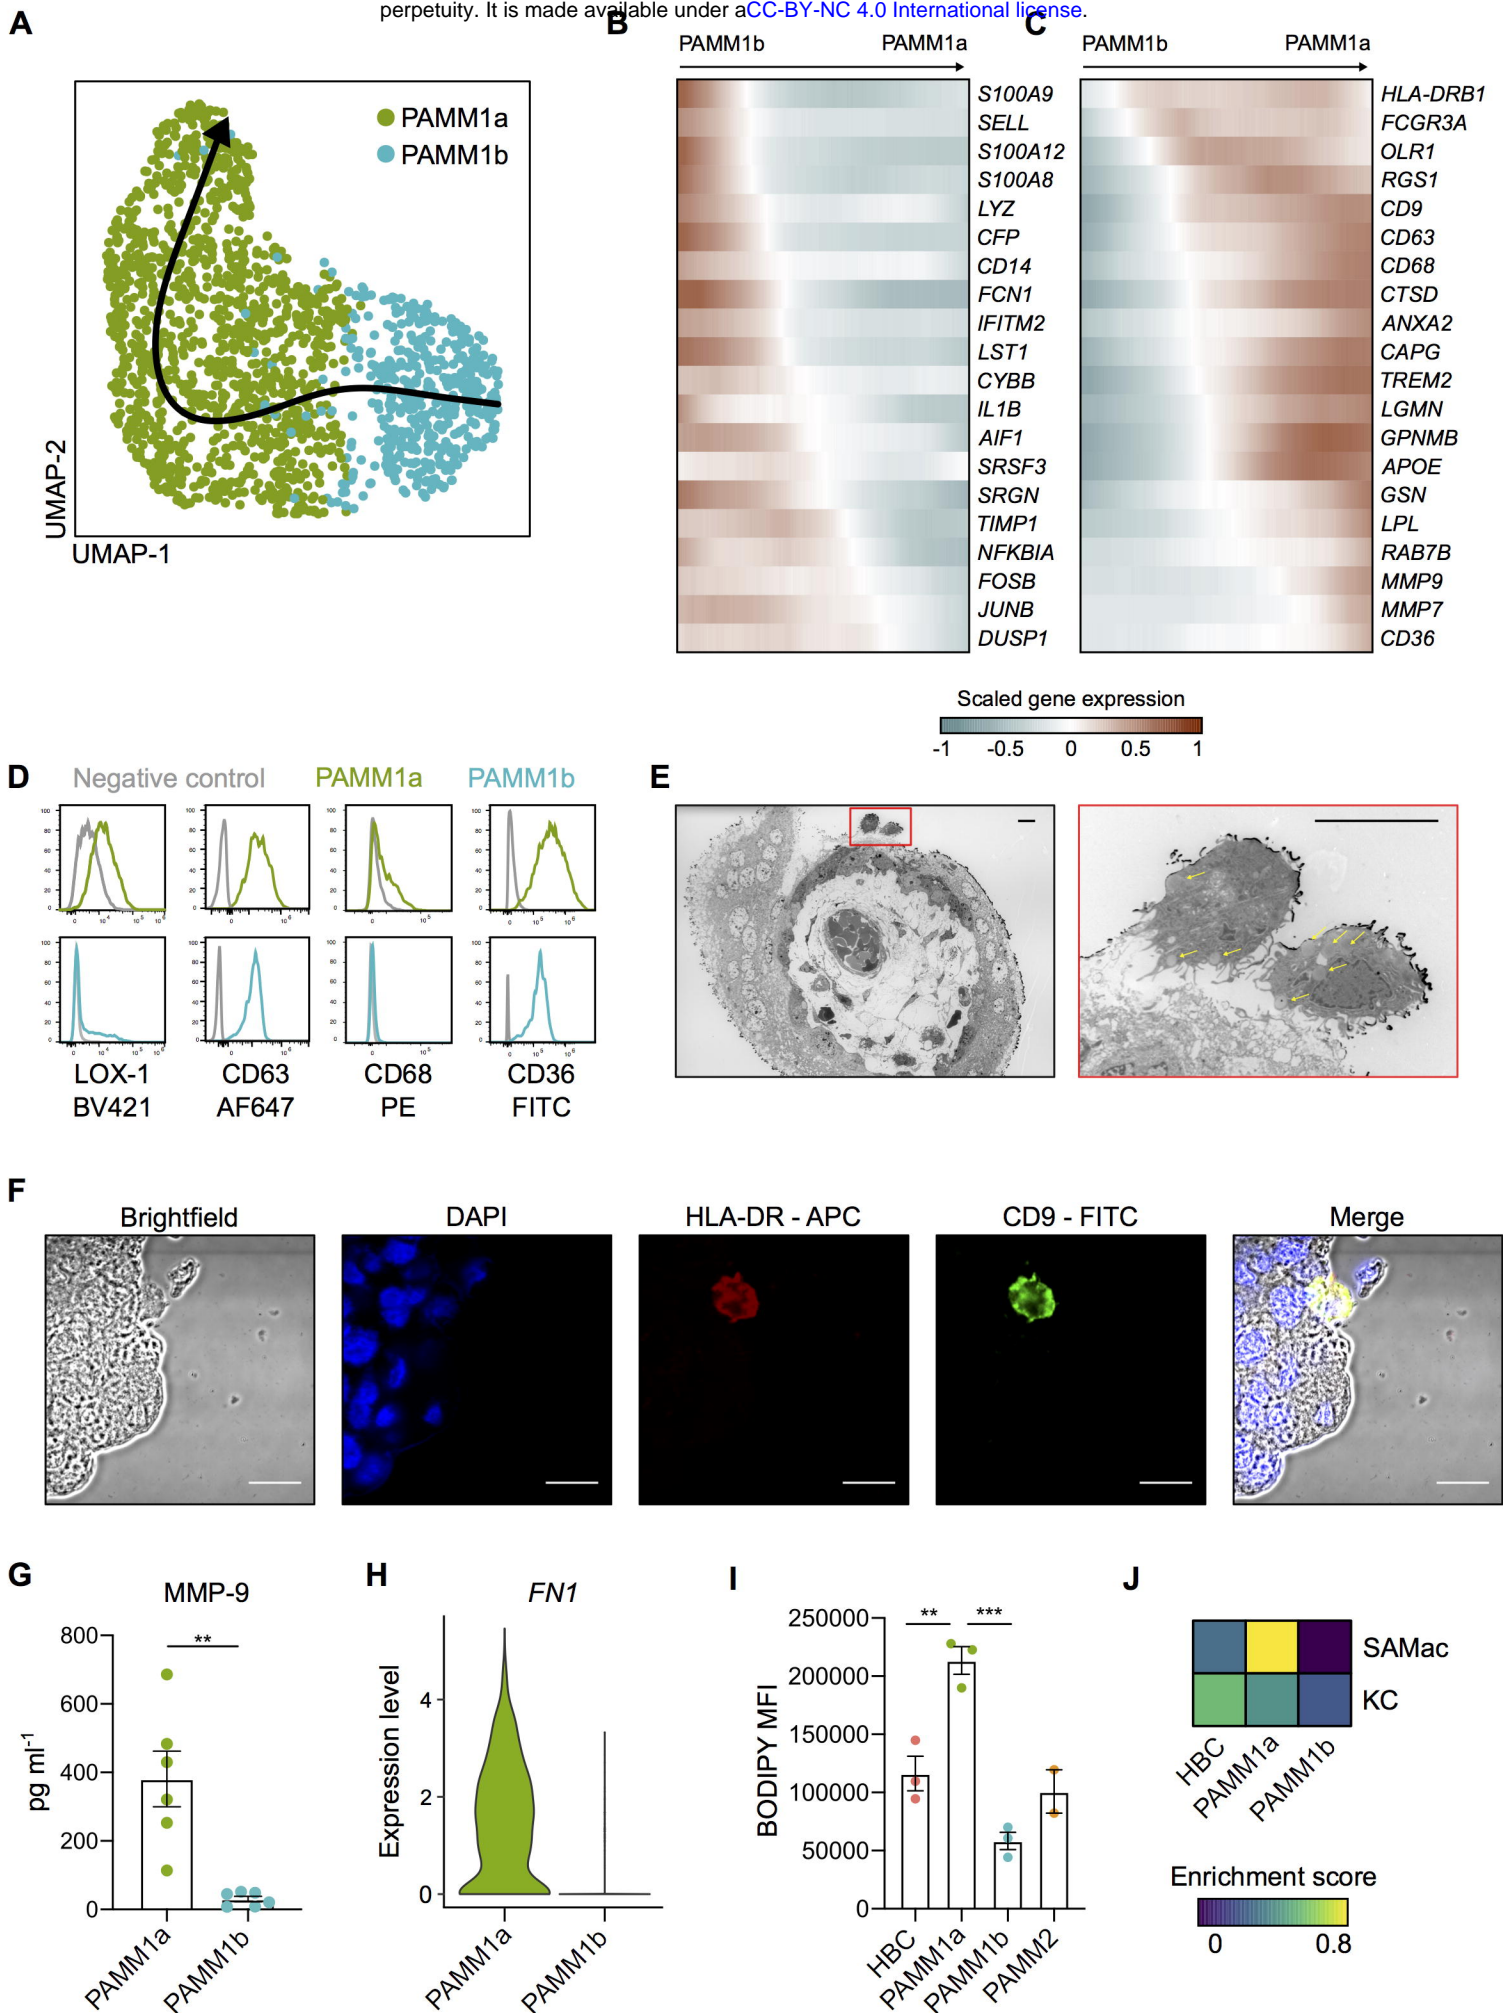 perpetuity. It is made available under aCC-BY-NC 4.0 International license.
A
UMAP-2
UMAP-1
PAMM1a
PAMM1b
B
PAMM1b PAMM1a
S100A9
SELL
S100A12
S100A8
LYZ
CFP
CD14
FCN1
IFITM2
LST1
CYBB
IL1B
AIF1
SRSF3
SRGN
TIMP1
NFKBIA
FOSB
JUNB
DUSP1
C
PAMM1b PAMM1a
HLA-DRB1
FCGR3A
OLR1
RGS1
CD9
CD63
CD68
CTSD
ANXA2
CAPG
TREM2
LGMN
GPNMB
APOE
GSN
LPL
RAB7B
MMP9
MMP7
CD36
Scaled gene expression
-1 -0.5 0 0.5 1
D
Negative control PAMM1a PAMM1b
LOX-1 CD63 CD68 CD36
BV421 AF647 PE FITC
E
F
Brightfield DAPI HLA-DR - APC CD9 - FITC Merge
G
MMP-9
**
pg ml-1
800
600
400
200
0
PAMM1a PAMM1b
H
FN1
Expression level
4
2
0
PAMM1a PAMM1b
I
** ***
BODIPY MFI
250000
200000
150000
100000
50000
0
HBC PAMM1a PAMM1b PAMM2
J
SAMac
KC
HBC PAMM1a PAMM1b
Enrichment score
0 0.8